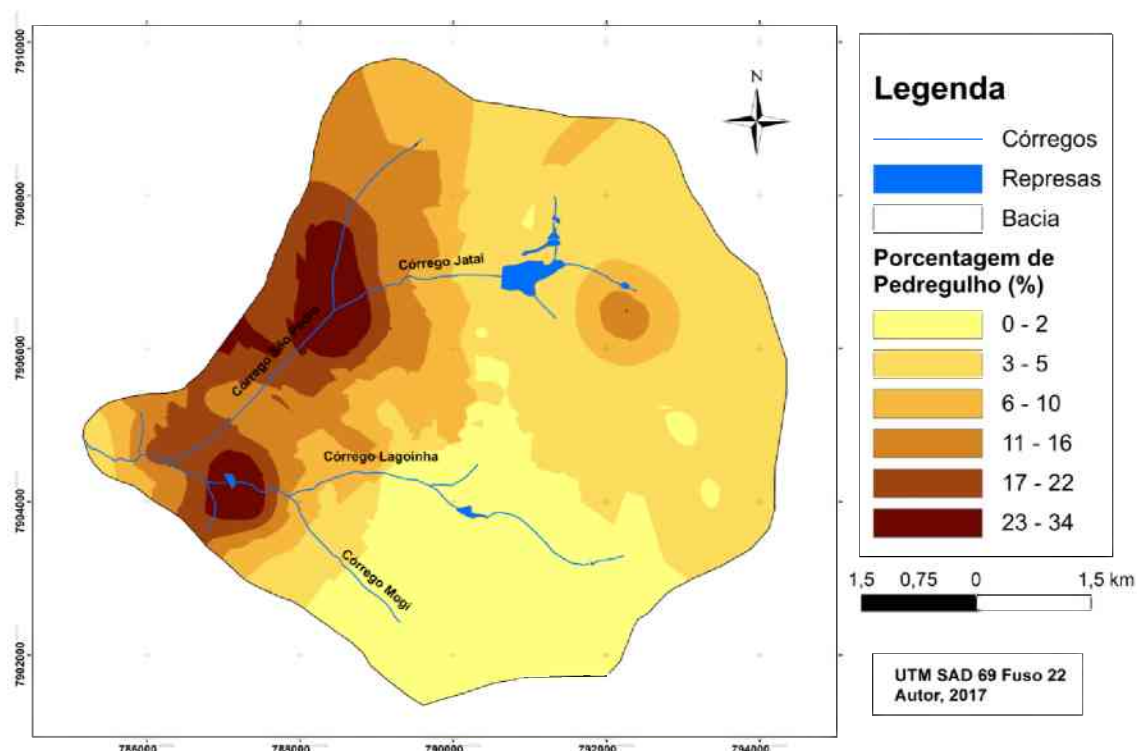 7910000
7908000
7906000
7904000
7902000
N
Córrego Jataí
Córrego São Pedro
Córrego Lagoinha
Córrego Mogi
786000 788000 790000 792000 794000
Legenda
Córregos
Represas
Bacia
Porcentagem de
Pedregulho (%)
0 - 2
3 - 5
6 - 10
11 - 16
17 - 22
23 - 34
1,5 0,75 0 1,5 km
UTM SAD 69 Fuso 22
Autor, 2017